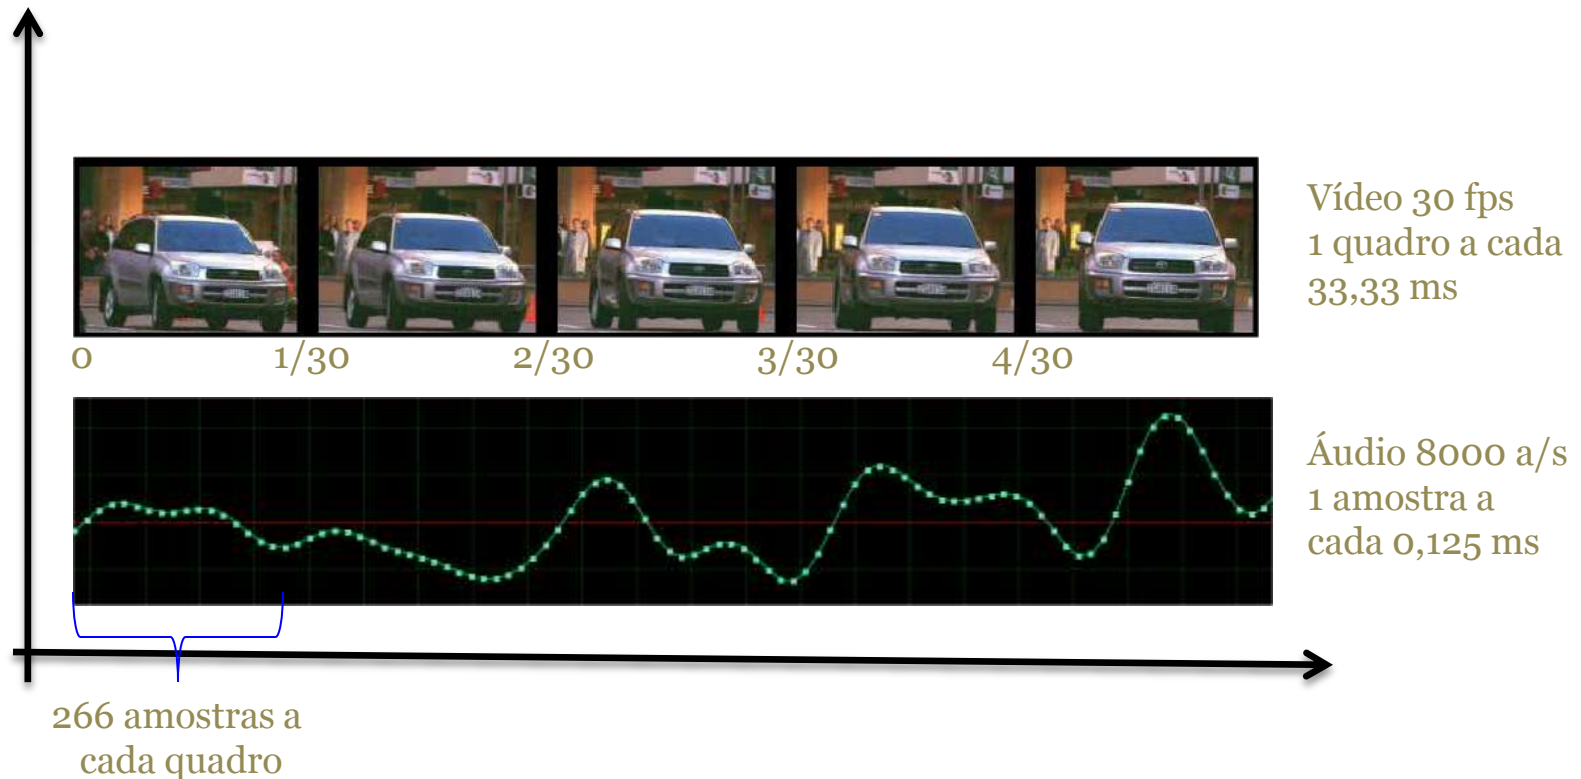 Vídeo 30 fps
1 quadro a cada
33,33 ms
0 1/30 2/30 3/30 4/30
Áudio 8000 a/s
1 amostra a
cada 0,125 ms
266 amostras a
cada quadro